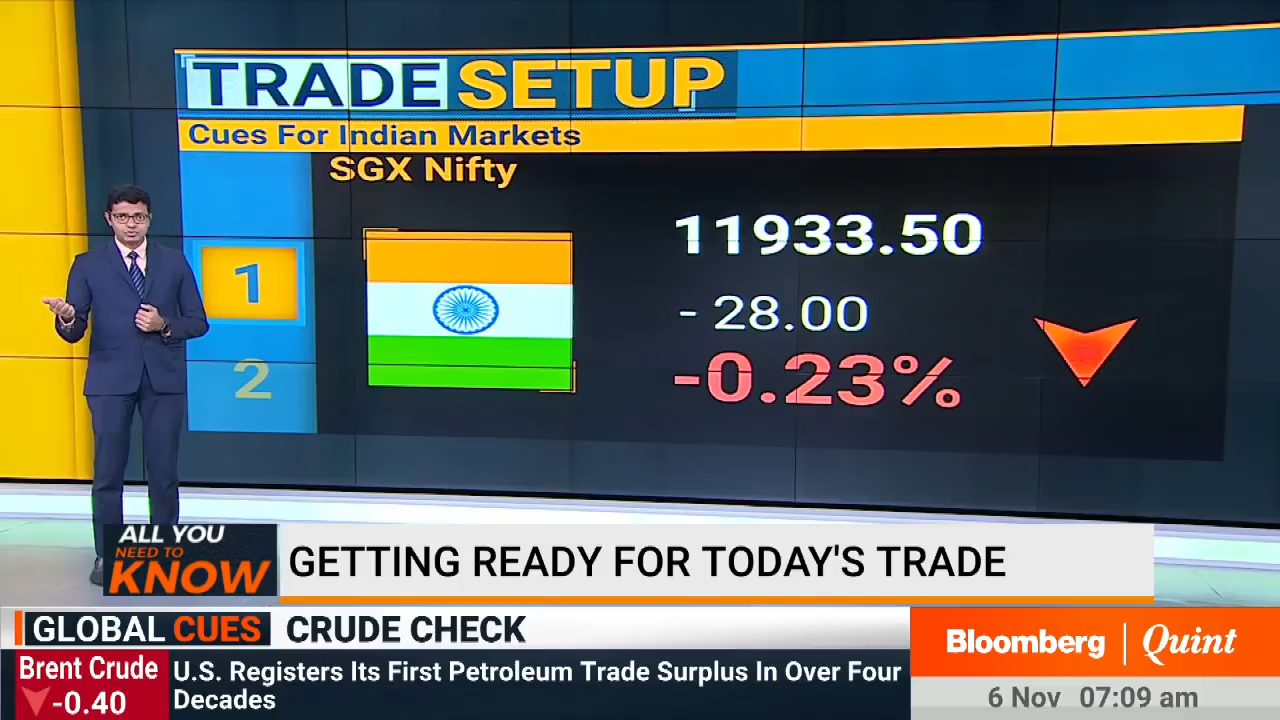 TRADE SETUP
Cues For Indian Markets
SGX Nifty
11933.50
1
- 28.00
2
-0.23%
ALL YOU
NEED TO
KNOW
GETTING READY FOR TODAY'S TRADE
GLOBAL CUES CRUDE CHECK
Bloomberg | Quint
Brent Crude
-0.40
U.S. Registers Its First Petroleum Trade Surplus In Over Four
Decades
6 Nov 07:09 am